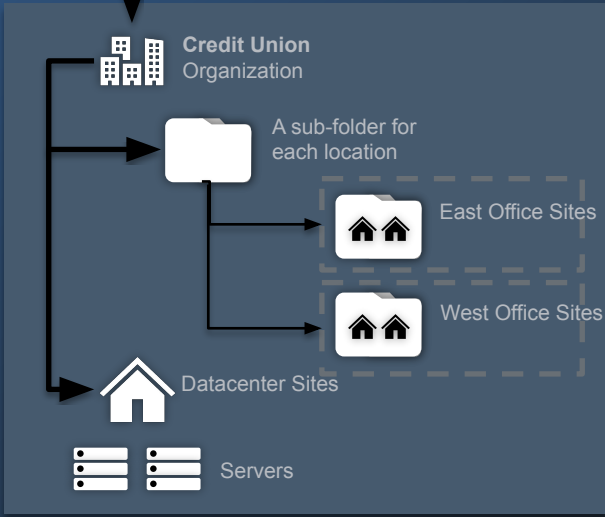 Credit Union
Organization
A sub-folder for
each location
East Office Sites
West Office Sites
Datacenter Sites
Servers